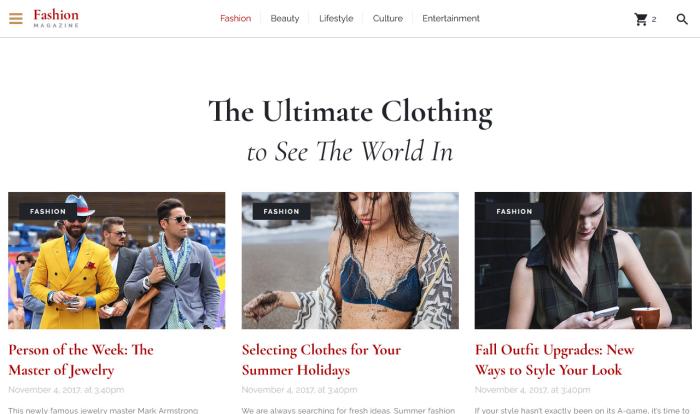 Fashion
MAGAZINE
Fashion
Beauty
Lifestyle
Culture
Entertainment
2
The Ultimate Clothing
to See The World In
FASHION
FASHION
FASHION
Person of the Week: The
Master of Jewelry
November 4, 2017, at 3:40pm
This newly famous jewelry master Mark Armstrong
Selecting Clothes for Your
Summer Holidays
November 4, 2017, at 3:40pm
We are always searching for fresh ideas. Summer fashion
Fall Outfit Upgrades: New
Ways to Style Your Look
November 4, 2017, at 3:40pm
If your style hasn't exactly been on its A-game, it's time to